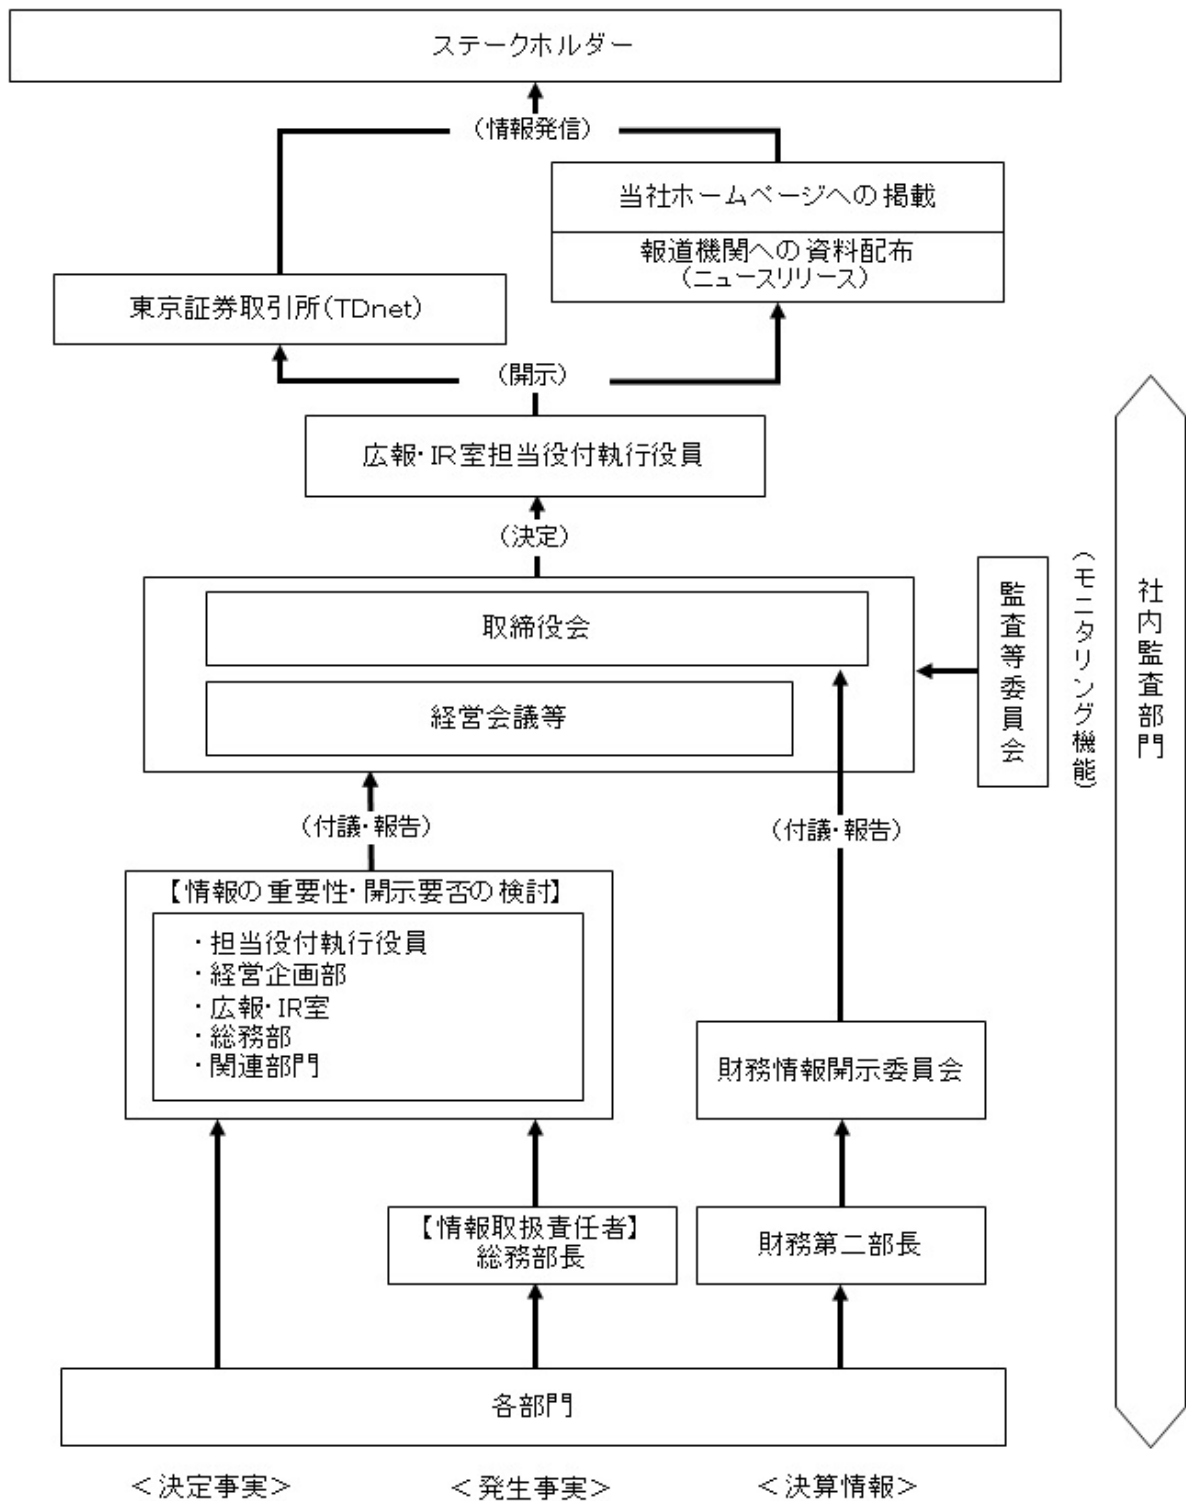 ステークホルダー
(情報発信)
当社ホームページへの掲載
報道機関への資料配布
(ニュースリリース)
東京証券取引所(TDnet)
(開示)
広報・IR室担当役付執行役員
(決定)
取締役会
経営会議等
監査等委員会
(モニタリング機能)
社内監査部門
(付議・報告)
(付議・報告)
【情報の重要性・開示要否の検討】
・担当役付執行役員
・経営企画部
・広報・IR室
・総務部
・関連部門
財務情報開示委員会
【情報取扱責任者】
総務部長
財務第二部長
各部門
<決定事実>
<発生事実>
<決算情報>